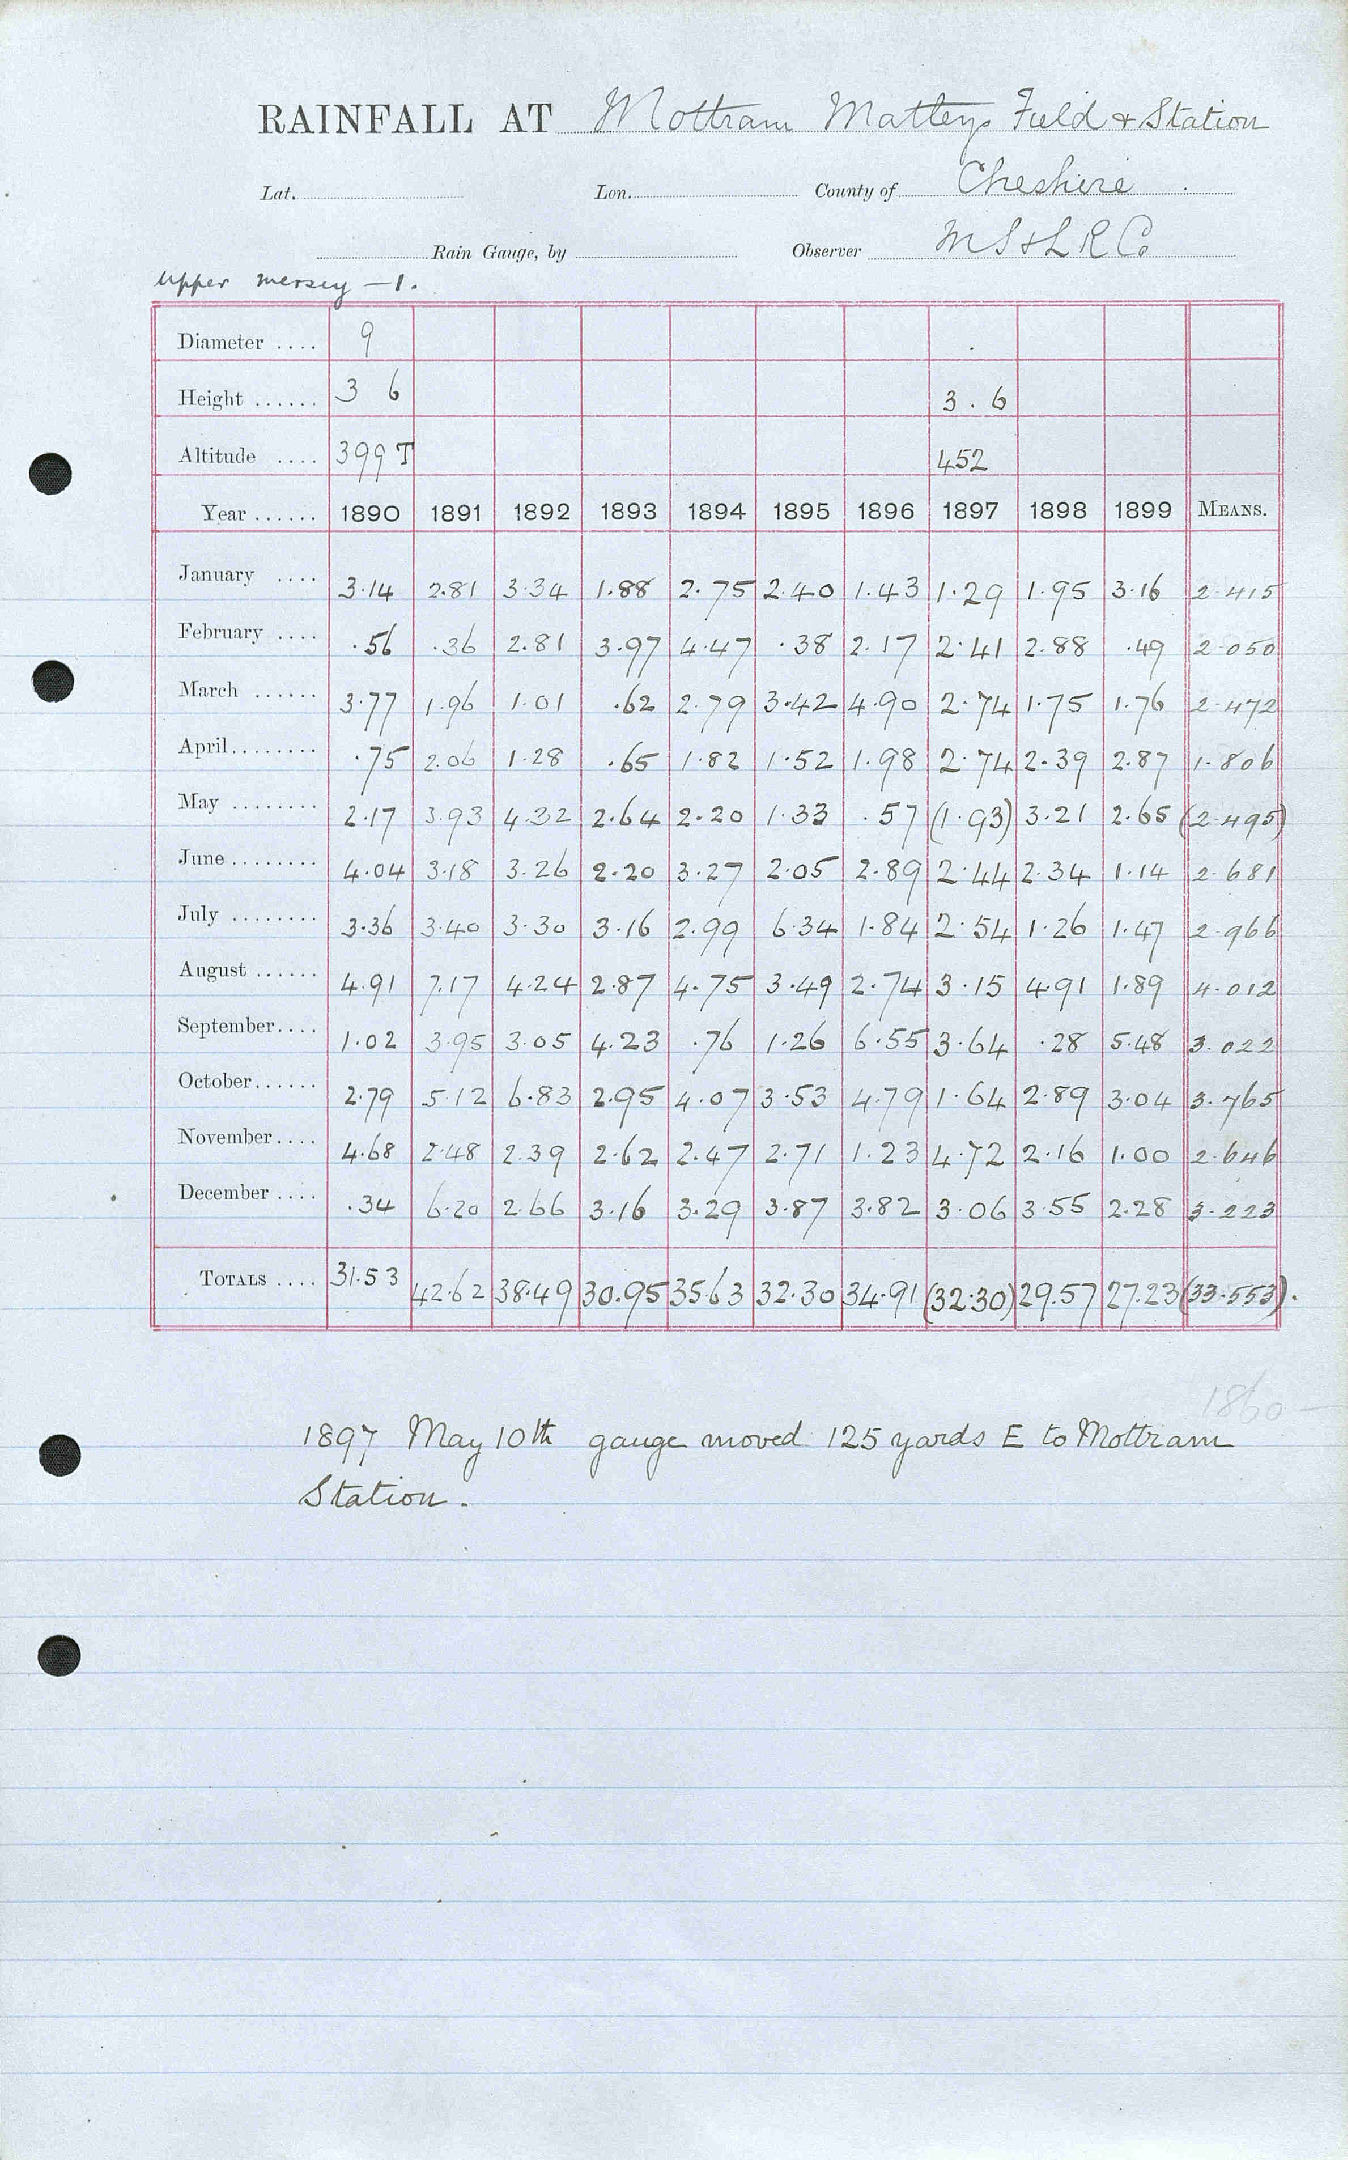 RAINFALL AT Mottram Matleys Field & Station
Lat. Lon. County of Cheshire
Rain Gauge, by Observer M S & L R Co
Upper Mersey — 1.
Diameter .... 9
Height ...... 3 6 3 . 6
Altitude .... 399 T 452
Year ...... 1890 1891 1892 1893 1894 1895 1896 1897 1898 1899 MEANS.
January .... 3.14 2.81 3.34 1.88 2.75 2.40 1.43 1.29 1.95 3.16 2.415
February .... .56 .36 2.81 3.97 4.47 .38 2.17 2.41 2.88 .49 2.050
March ...... 3.77 1.96 1.01 .62 2.79 3.42 4.90 2.74 1.75 1.76 2.472
April........ .75 2.06 1.28 .65 1.82 1.52 1.98 2.74 2.39 2.87 1.806
May ........ 2.17 3.93 4.32 2.64 2.20 1.33 .57 (1.93) 3.21 2.65 (2.495)
June........ 4.04 3.18 3.26 2.20 3.27 2.05 2.89 2.44 2.34 1.14 2.681
July ........ 3.36 3.40 3.30 3.16 2.99 6.34 1.84 2.54 1.26 1.47 2.966
August ...... 4.91 7.17 4.24 2.87 4.75 3.49 2.74 3.15 4.91 1.89 4.012
September.... 1.02 3.95 3.05 4.23 .76 1.26 6.55 3.64 .28 5.48 3.022
October...... 2.79 5.12 6.83 2.95 4.07 3.53 4.79 1.64 2.89 3.04 3.765
November.... 4.68 2.48 2.39 2.62 2.47 2.71 1.23 4.72 2.16 1.00 2.646
December .... .34 6.20 2.66 3.16 3.29 3.87 3.82 3.06 3.55 2.28 3.223
TOTALS .... 31.53 42.62 38.49 30.95 35.63 32.30 34.91 (32.30) 29.57 27.23 (33.553).
1860 —
1897 May 10th gauge moved 125 yards E to Mottram
Station.